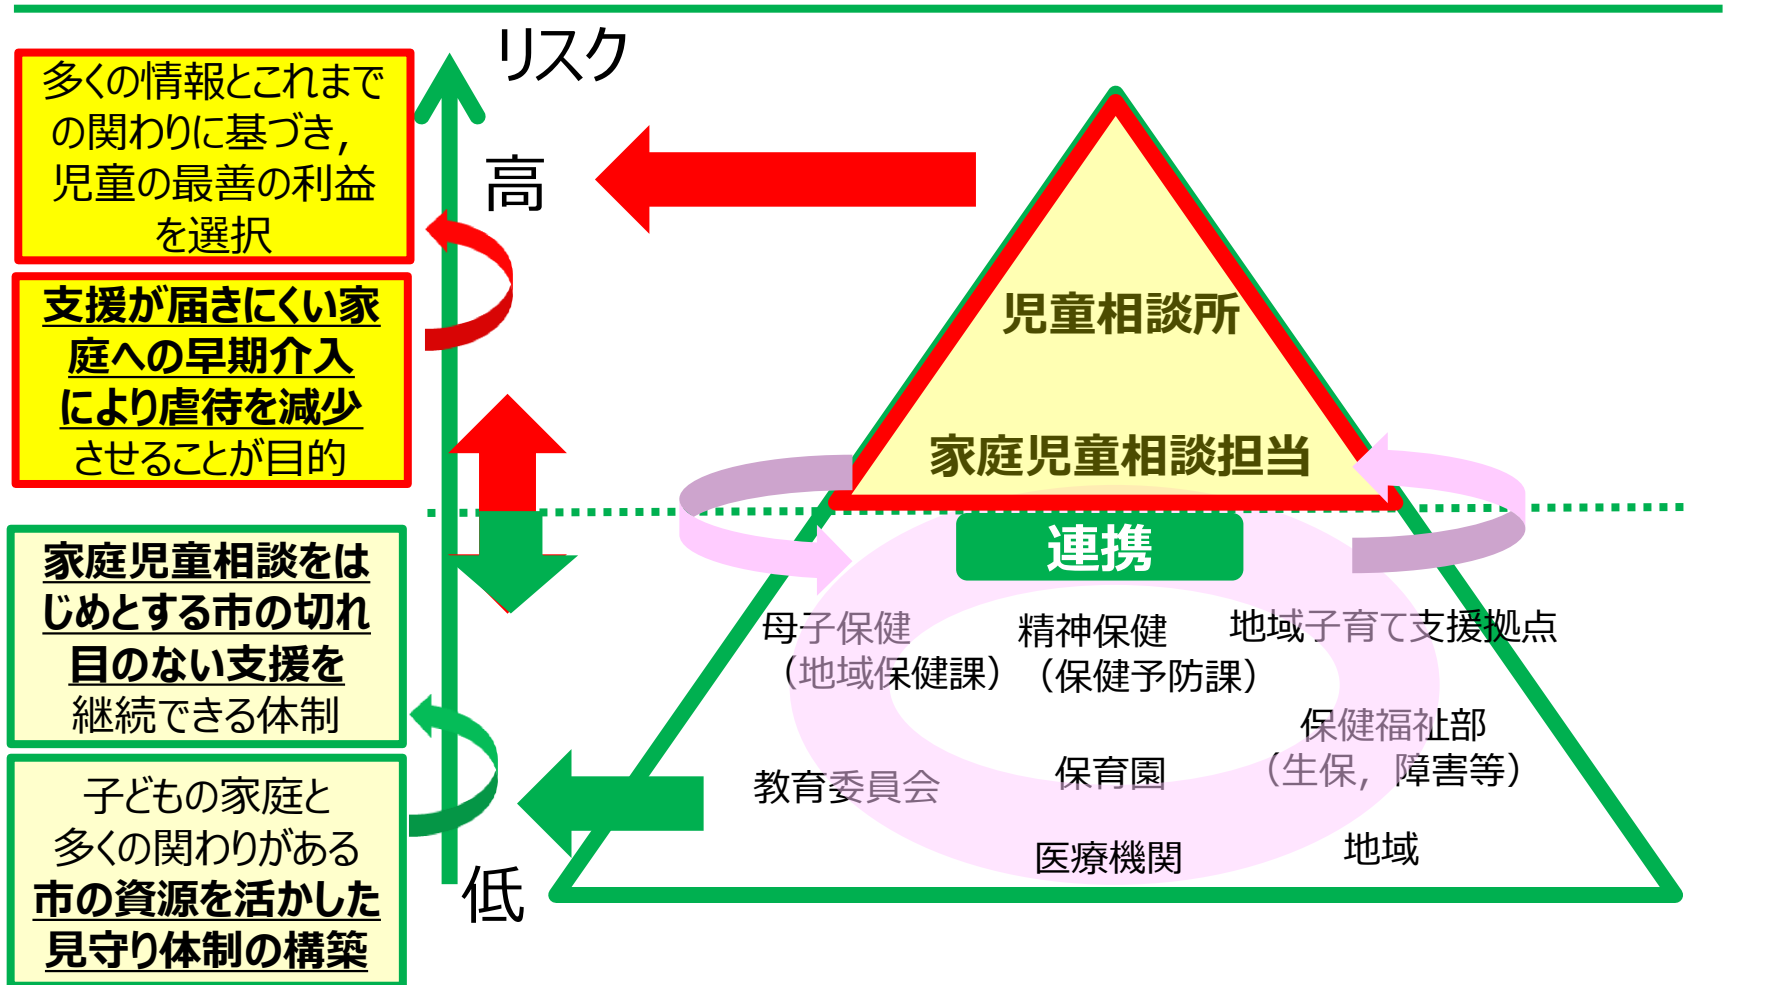 リスク
高
多くの情報とこれまで
の関わりに基づき，
児童の最善の利益
を選択
支援が届きにくい家
庭への早期介入
により虐待を減少
させることが目的
家庭児童相談をは
じめとする市の切れ
目のない支援を
継続できる体制
子どもの家庭と
多くの関わりがある
市の資源を活かした
見守り体制の構築
低
児童相談所
家庭児童相談担当
連携
母子保健
（地域保健課）
精神保健
（保健予防課）
地域子育て支援拠点
保健福祉部
（生保，障害等）
教育委員会
保育園
医療機関
地域